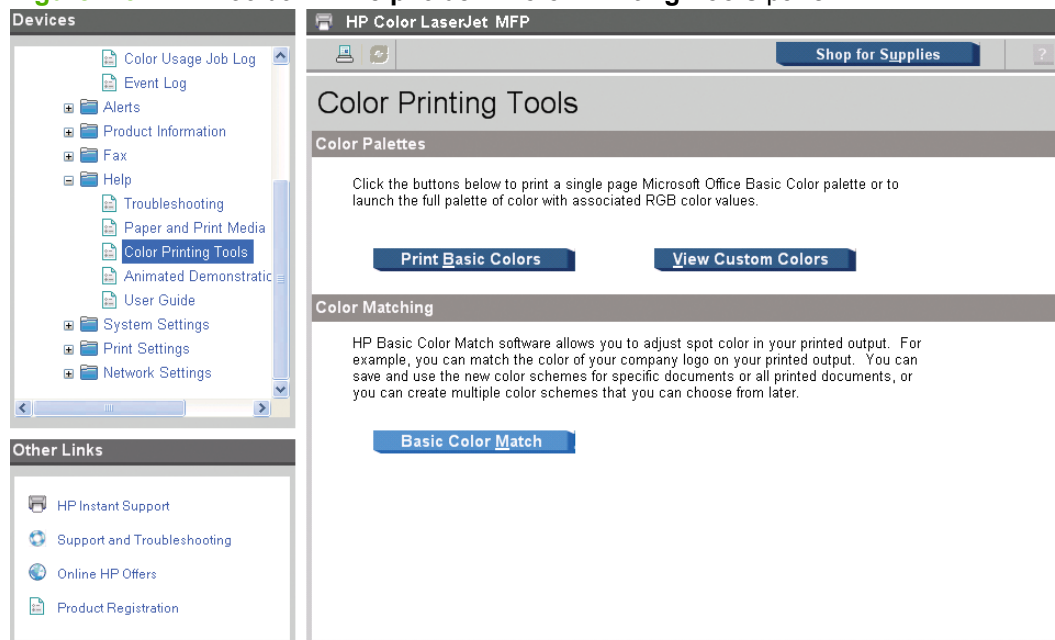 Devices
Color Usage Job Log
Event Log
Alerts
Product Information
Fax
Help
Troubleshooting
Paper and Print Media
Color Printing Tools
Animated Demonstratic
User Guide
System Settings
Print Settings
Network Settings
Other Links
HP Instant Support
Support and Troubleshooting
Online HP Offers
Product Registration
HP Color LaserJet MFP
Shop for Supplies
?
Color Printing Tools
Color Palettes
Click the buttons below to print a single page Microsoft Office Basic Color palette or to
launch the full palette of color with associated RGB color values.
Print Basic Colors
View Custom Colors
Color Matching
HP Basic Color Match software allows you to adjust spot color in your printed output. For
example, you can match the color of your company logo on your printed output. You can
save and use the new color schemes for specific documents or all printed documents, or
you can create multiple color schemes that you can choose from later.
Basic Color Match